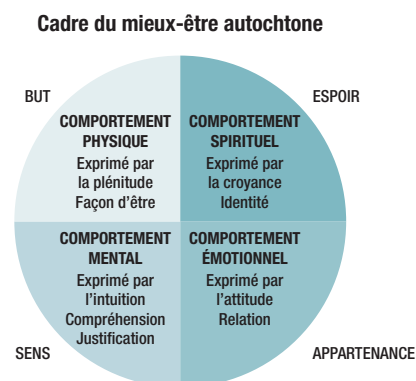 Cadre du mieux-être autochtone
BUT
ESPOIR
COMPORTEMENT
PHYSIQUE
Exprimé par
la plénitude
Façon d'être
COMPORTEMENT
SPIRITUEL
Exprimé par
la croyance
Identité
COMPORTEMENT
MENTAL
Exprimé par
l'intuition
Compréhension
Justification
COMPORTEMENT
ÉMOTIONNEL
Exprimé par
l'attitude
Relation
SENS
APPARTENANCE